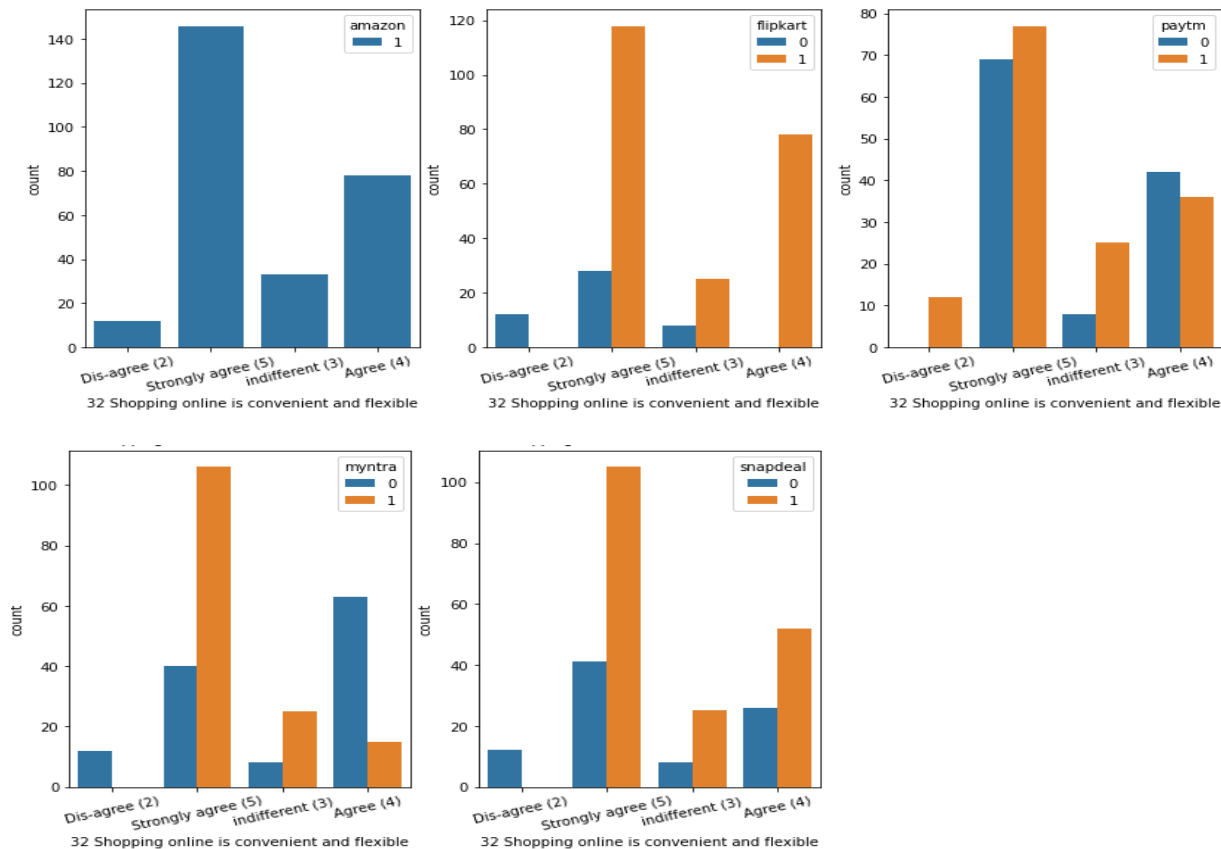 amazon
1
140
120
100
80
60
40
20
0
count
Dis-agree (2)
Strongly agree (5)
indifferent (3)
Agree (4)
32 Shopping online is convenient and flexible
flipkart
0
1
120
100
80
60
40
20
0
count
Dis-agree (2)
Strongly agree (5)
indifferent (3)
Agree (4)
32 Shopping online is convenient and flexible
paytm
0
1
80
70
60
50
40
30
20
10
0
count
Dis-agree (2)
Strongly agree (5)
indifferent (3)
Agree (4)
32 Shopping online is convenient and flexible
myntra
0
1
100
80
60
40
20
0
count
Dis-agree (2)
Strongly agree (5)
indifferent (3)
Agree (4)
32 Shopping online is convenient and flexible
snapdeal
0
1
100
80
60
40
20
0
count
Dis-agree (2)
Strongly agree (5)
indifferent (3)
Agree (4)
32 Shopping online is convenient and flexible